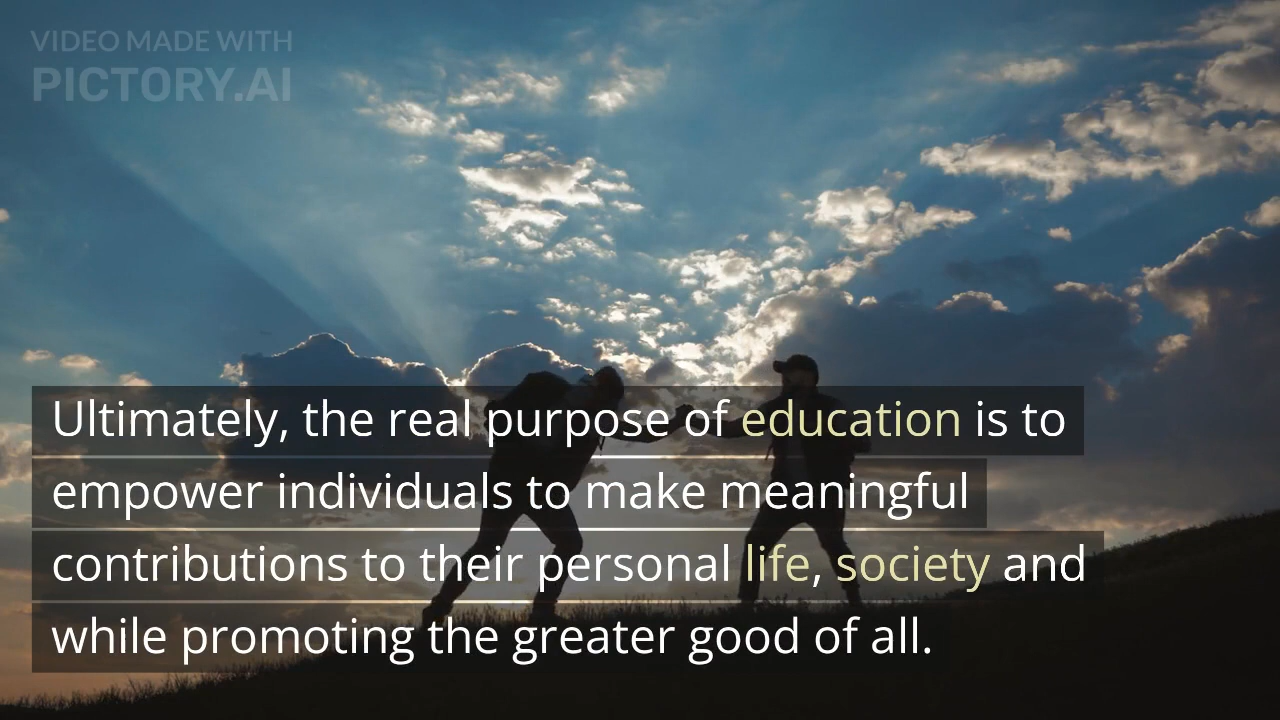 VIDEO MADE WITH
PICTORY.AI
Ultimately, the real purpose of education is to
empower individuals to make meaningful
contributions to their personal life, society and
while promoting the greater good of all.